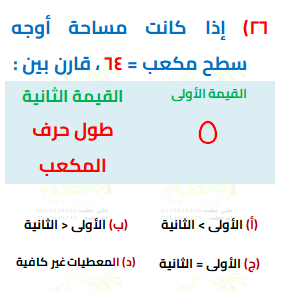 ٢٦) إذا كانت مساحة أوجه
سطح مكعب = ٦٤ ، قارن بين :
القيمة الأولى
القيمة الثانية
٥
طول حرف
المكعب
(أ) الأولى > الثانية
(ب) الأولى < الثانية
(ج) الأولى = الثانية
(د) المعطيات غير كافية